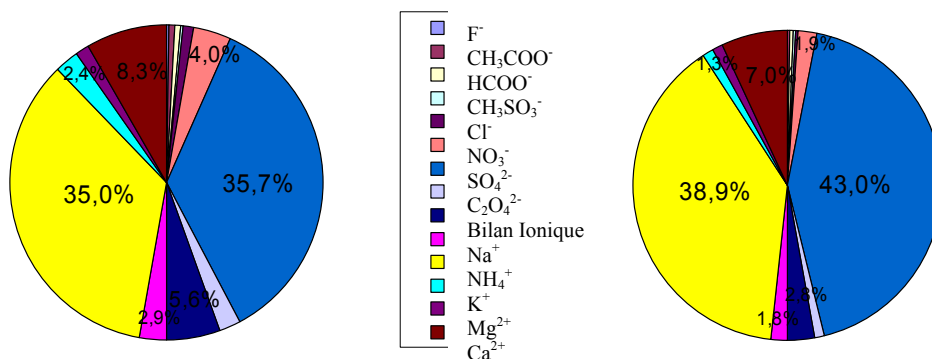 8,3%
4,0%
2,4%
35,0%
35,7%
5,6%
2,9%
F⁻
CH₃COO⁻
HCOO⁻
CH₃SO₃⁻
Cl⁻
NO₃⁻
SO₄²⁻
C₂O₄²⁻
Bilan Ionique
Na⁺
NH₄⁺
K⁺
Mg²⁺
Ca²⁺
1,9%
1,3%
7,0%
38,9%
43,0%
2,8%
1,8%